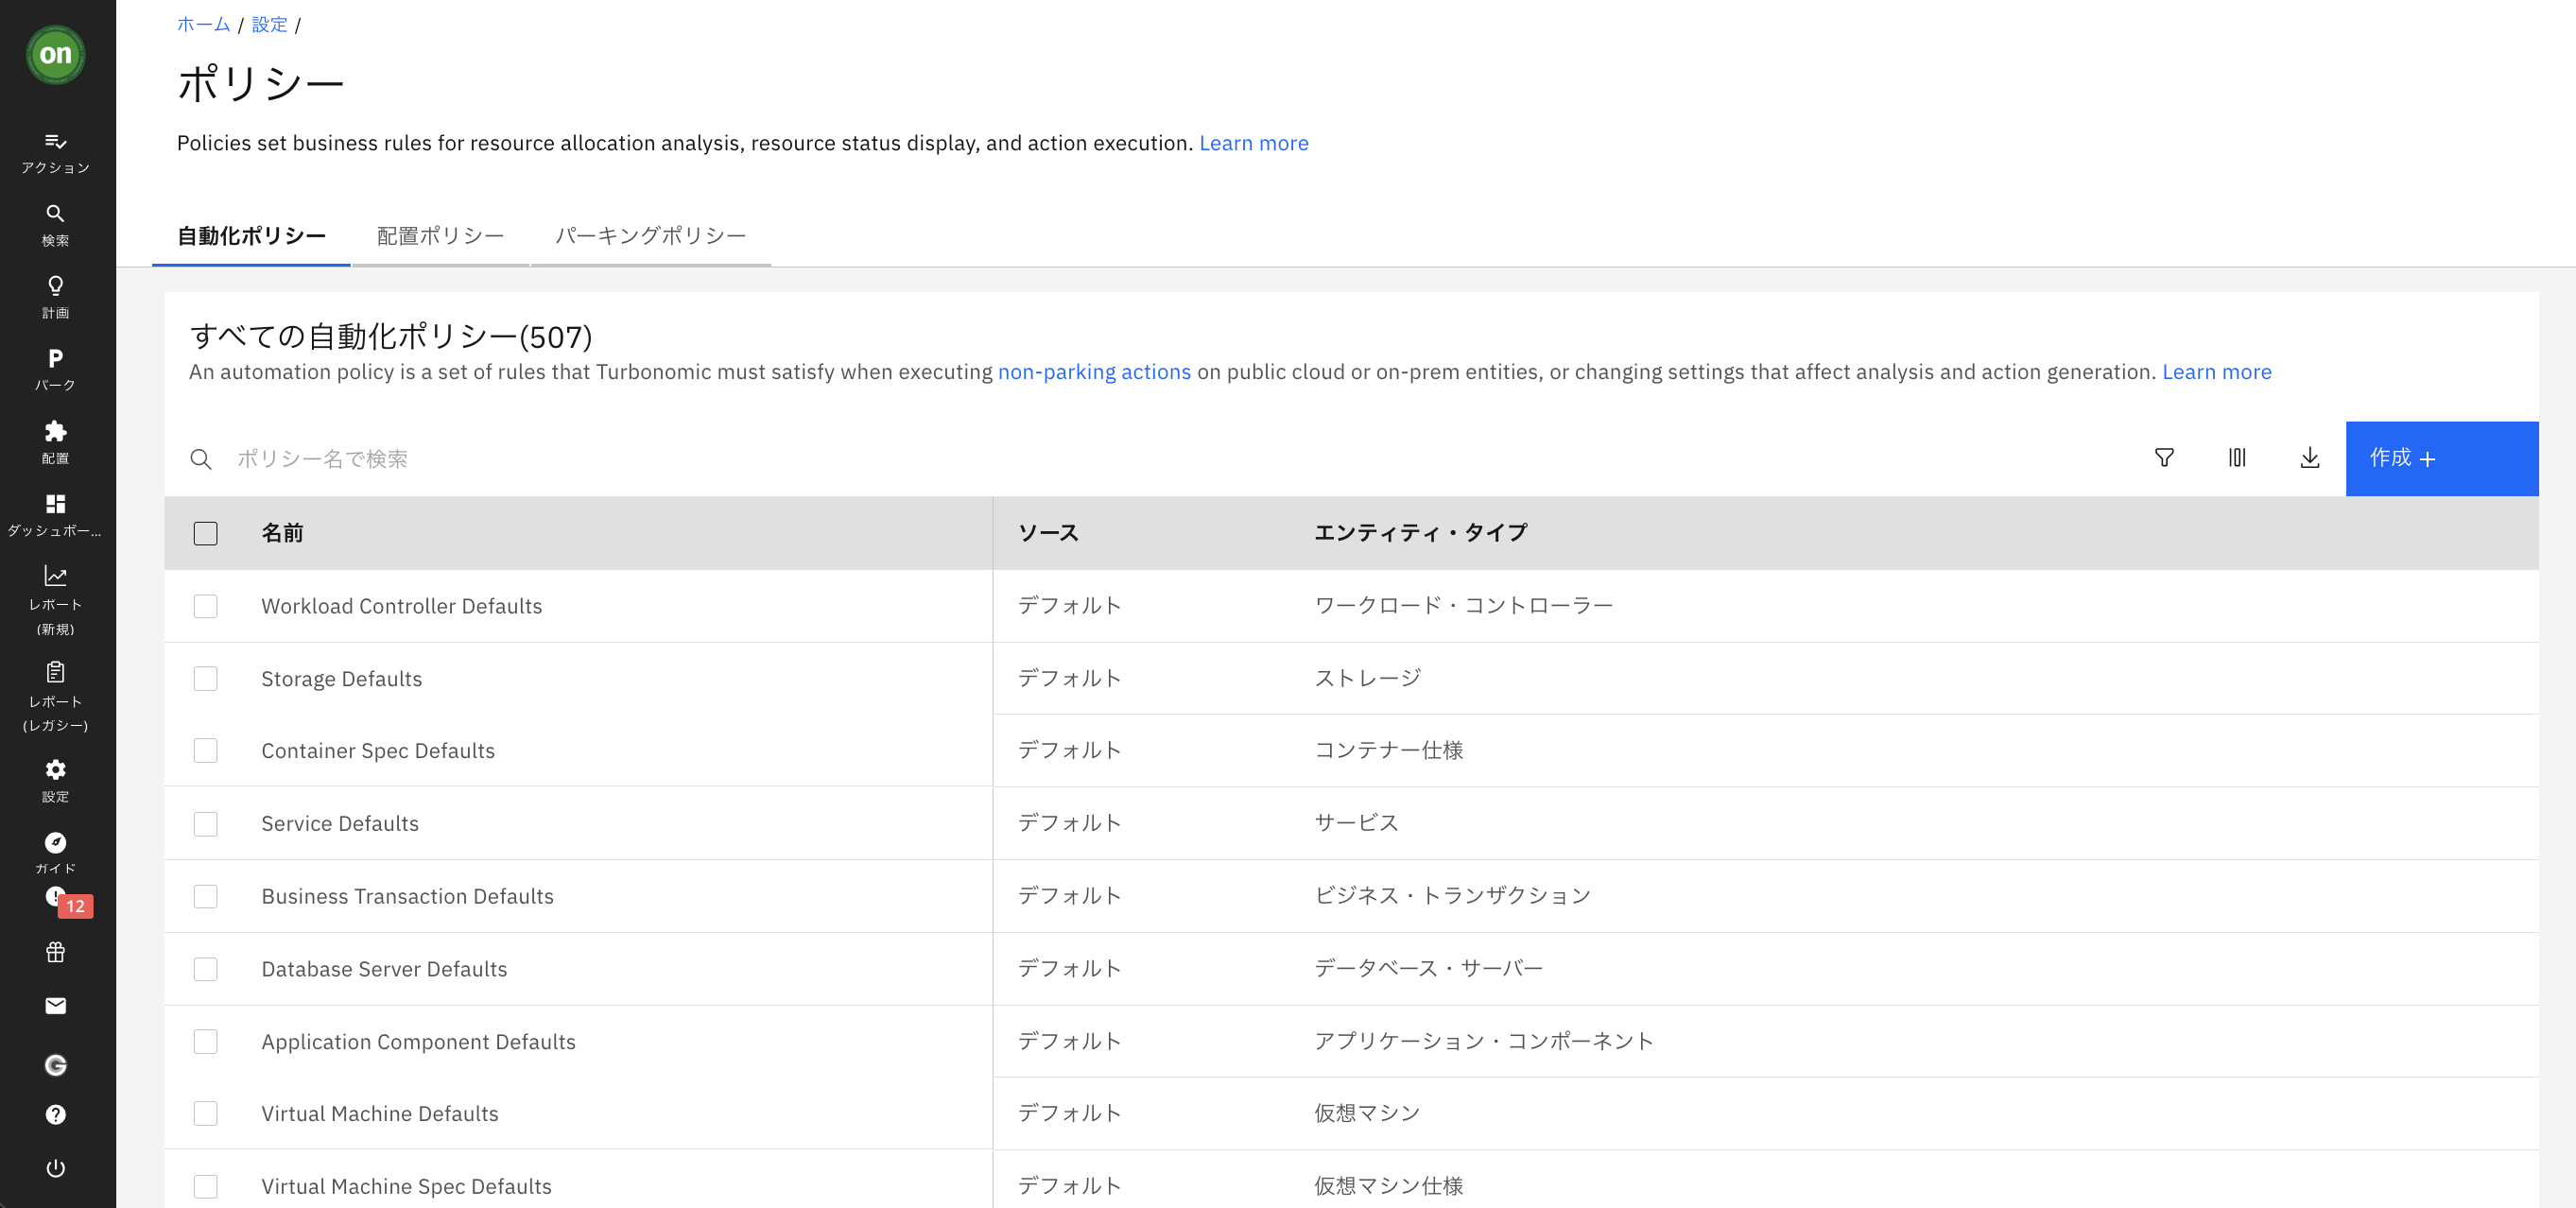 on
アクション
検索
計画
パーク
配置
ダッシュボー...
レポート
(新規)
レポート
(レガシー)
設定
ガイド
12
ホーム / 設定 /
ポリシー
Policies set business rules for resource allocation analysis, resource status display, and action execution. Learn more
自動化ポリシー 配置ポリシー パーキングポリシー
すべての自動化ポリシー(507)
An automation policy is a set of rules that Turbonomic must satisfy when executing non-parking actions on public cloud or on-prem entities, or changing settings that affect analysis and action generation. Learn more
ポリシー名で検索 作成
名前 ソース エンティティ・タイプ
Workload Controller Defaults デフォルト ワークロード・コントローラー
Storage Defaults デフォルト ストレージ
Container Spec Defaults デフォルト コンテナー仕様
Service Defaults デフォルト サービス
Business Transaction Defaults デフォルト ビジネス・トランザクション
Database Server Defaults デフォルト データベース・サーバー
Application Component Defaults デフォルト アプリケーション・コンポーネント
Virtual Machine Defaults デフォルト 仮想マシン
Virtual Machine Spec Defaults デフォルト 仮想マシン仕様